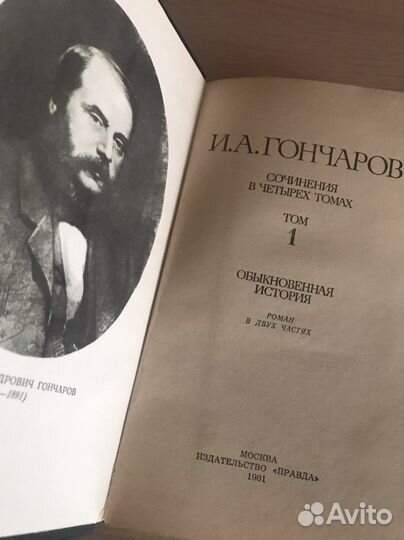 ДРОВИЧ ГОНЧАРОВ
—1891)
И.А.ГОНЧАРОВ
СОЧИНЕНИЯ
В ЧЕТЫРЕХ ТОМАХ
ТОМ
1
ОБЫКНОВЕННАЯ
ИСТОРИЯ
РОМАН
В ДВУХ ЧАСТЯХ
МОСКВА
ИЗДАТЕЛЬСТВО «ПРАВДА»
1981
Avito